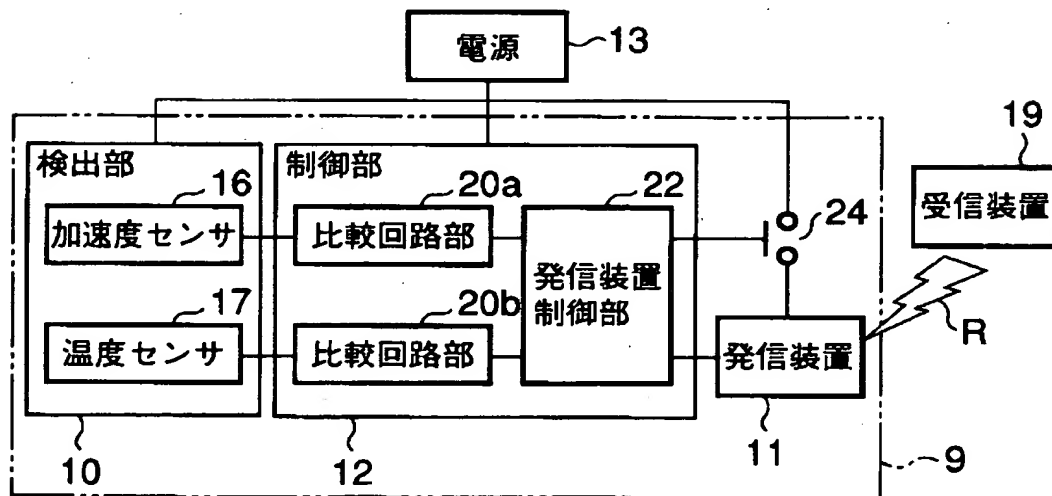 電源
13
19
検出部
制御部
16
20a
22
受信装置
加速度センサ
比較回路部
24
発信装置
制御部
17
20b
R
温度センサ
比較回路部
発信装置
10
12
11
9